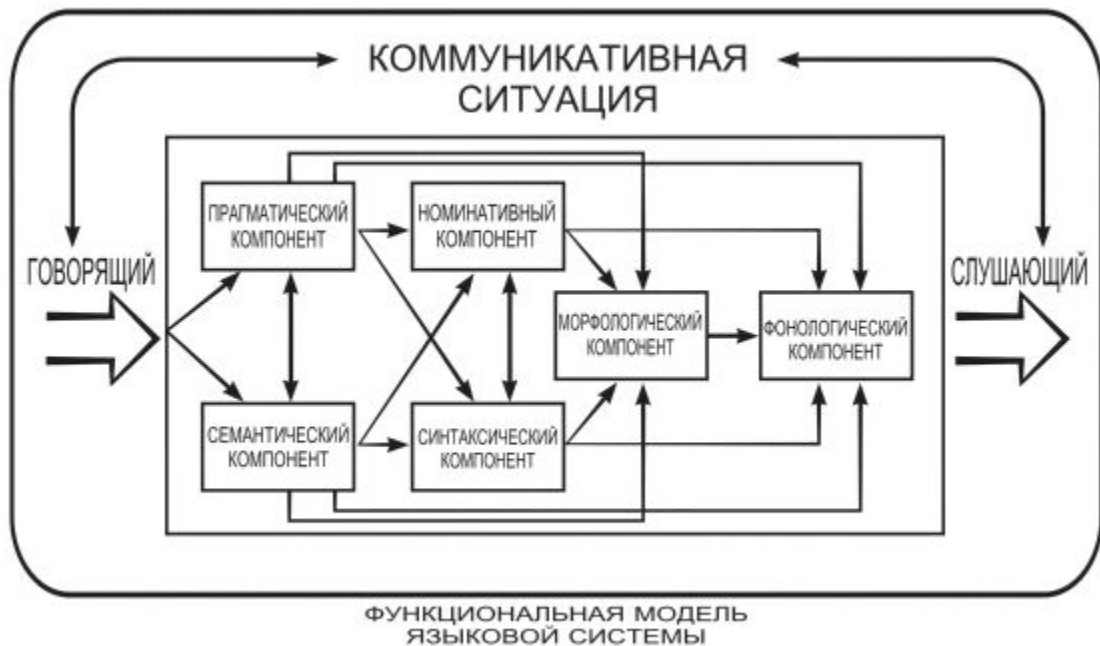 КОММУНИКАТИВНАЯ
СИТУАЦИЯ
ГОВОРЯЩИЙ
ПРАГМАТИЧЕСКИЙ
КОМПОНЕНТ
НОМИНАТИВНЫЙ
КОМПОНЕНТ
СЛУШАЮЩИЙ
МОРФОЛОГИЧЕСКИЙ
КОМПОНЕНТ
ФОНОЛОГИЧЕСКИЙ
КОМПОНЕНТ
СЕМАНТИЧЕСКИЙ
КОМПОНЕНТ
СИНТАКСИЧЕСКИЙ
КОМПОНЕНТ
ФУНКЦИОНАЛЬНАЯ МОДЕЛЬ
ЯЗЫКОВОЙ СИСТЕМЫ